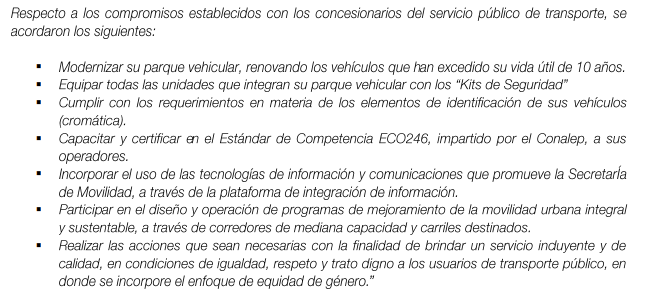 Respecto a los compromisos establecidos con los concesionarios del servicio público de transporte, se
acordaron los siguientes:
▪ Modernizar su parque vehicular, renovando los vehículos que han excedido su vida útil de 10 años.
▪ Equipar todas las unidades que integran su parque vehicular con los “Kits de Seguridad”
▪ Cumplir con los requerimientos en materia de los elementos de identificación de sus vehículos
(cromática).
▪ Capacitar y certificar en el Estándar de Competencia ECO246, impartido por el Conalep, a sus
operadores.
▪ Incorporar el uso de las tecnologías de información y comunicaciones que promueve la Secretaría
de Movilidad, a través de la plataforma de integración de información.
▪ Participar en el diseño y operación de programas de mejoramiento de la movilidad urbana integral
y sustentable, a través de corredores de mediana capacidad y carriles destinados.
▪ Realizar las acciones que sean necesarias con la finalidad de brindar un servicio induyente y de
calidad, en condiciones de igualdad, respeto y trato digno a los usuarios de transporte público, en
donde se incorpore el enfoque de equidad de género.”